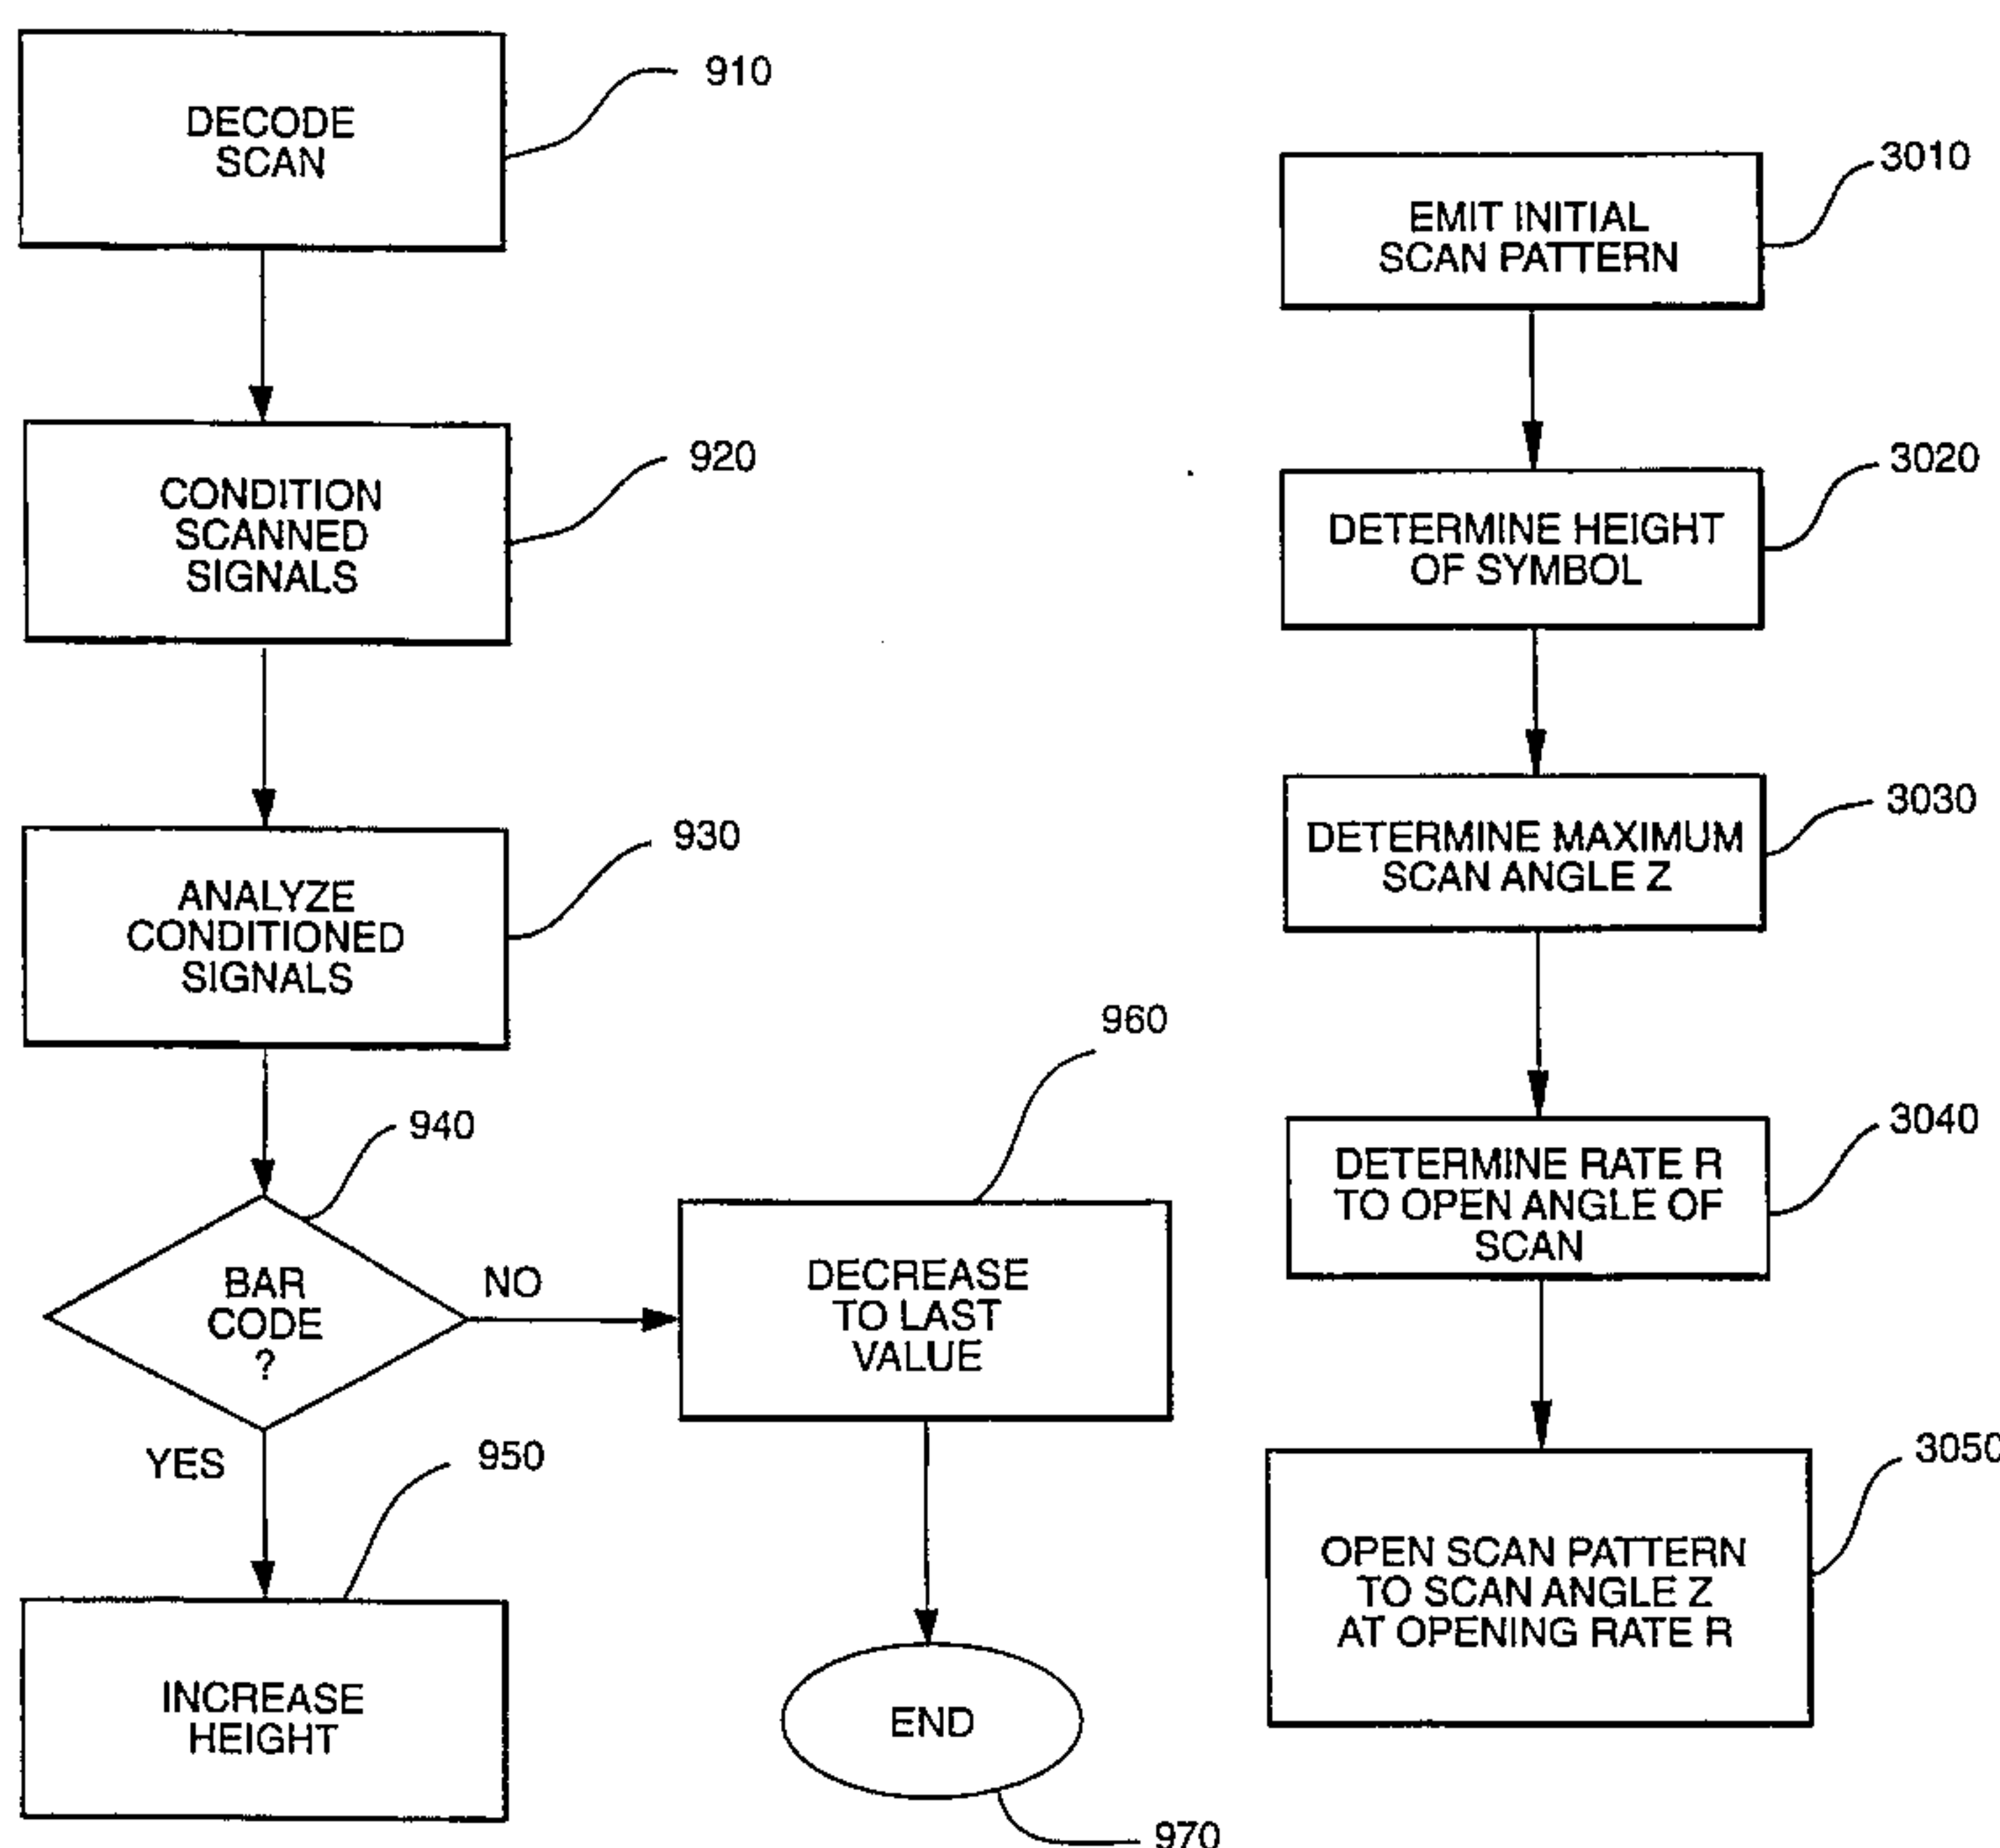 DECODE
SCAN
910
CONDITION
SCANNED
SIGNALS
920
ANALYZE
CONDITIONED
SIGNALS
930
BAR
CODE
?
940
NO
YES
INCREASE
HEIGHT
950
DECREASE
TO LAST
VALUE
960
END
970
EMIT INITIAL
SCAN PATTERN
3010
DETERMINE HEIGHT
OF SYMBOL
3020
DETERMINE MAXIMUM
SCAN ANGLE Z
3030
DETERMINE RATE R
TO OPEN ANGLE OF
SCAN
3040
OPEN SCAN PATTERN
TO SCAN ANGLE Z
AT OPENING RATE R
3050